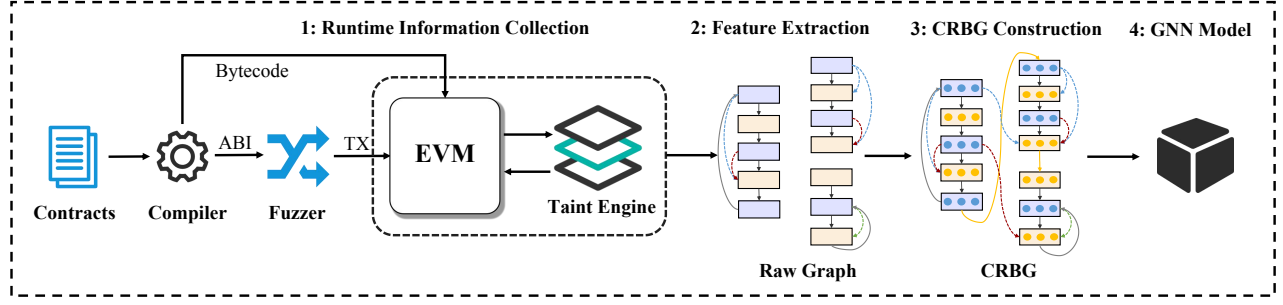 1: Runtime Information Collection
2: Feature Extraction
3: CRBG Construction
4: GNN Model
Bytecode
ABI
TX
EVM
Contracts
Compiler
Fuzzer
Taint Engine
Raw Graph
CRBG